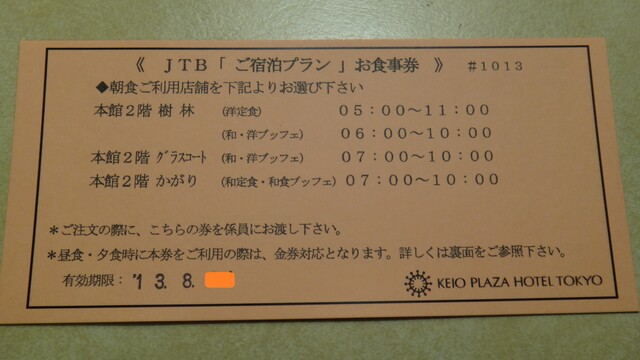 《 ＪＴＢ「 ご宿泊プラン 」お食事券 》 ＃１０１３
◆朝食ご利用店舗を下記よりお選び下さい
本館２階 樹 林 （洋定食） ０５：００〜１１：００
（和・洋ブッフェ） ０６：００〜１０：００
本館２階 ｸﾞﾗｽｺｰﾄ （和・洋ブッフェ） ０７：００〜１０：００
本館２階 かがり （和定食・和食ブッフェ） ０７：００〜１０：００
＊ご注文の際に、こちらの券を係員にお渡し下さい。
＊昼食・夕食時に本券をご利用の際は、金券対応となります。詳しくは裏面をご参照下さい。
有効期限： '１３.８.
KEIO PLAZA HOTEL TOKYO